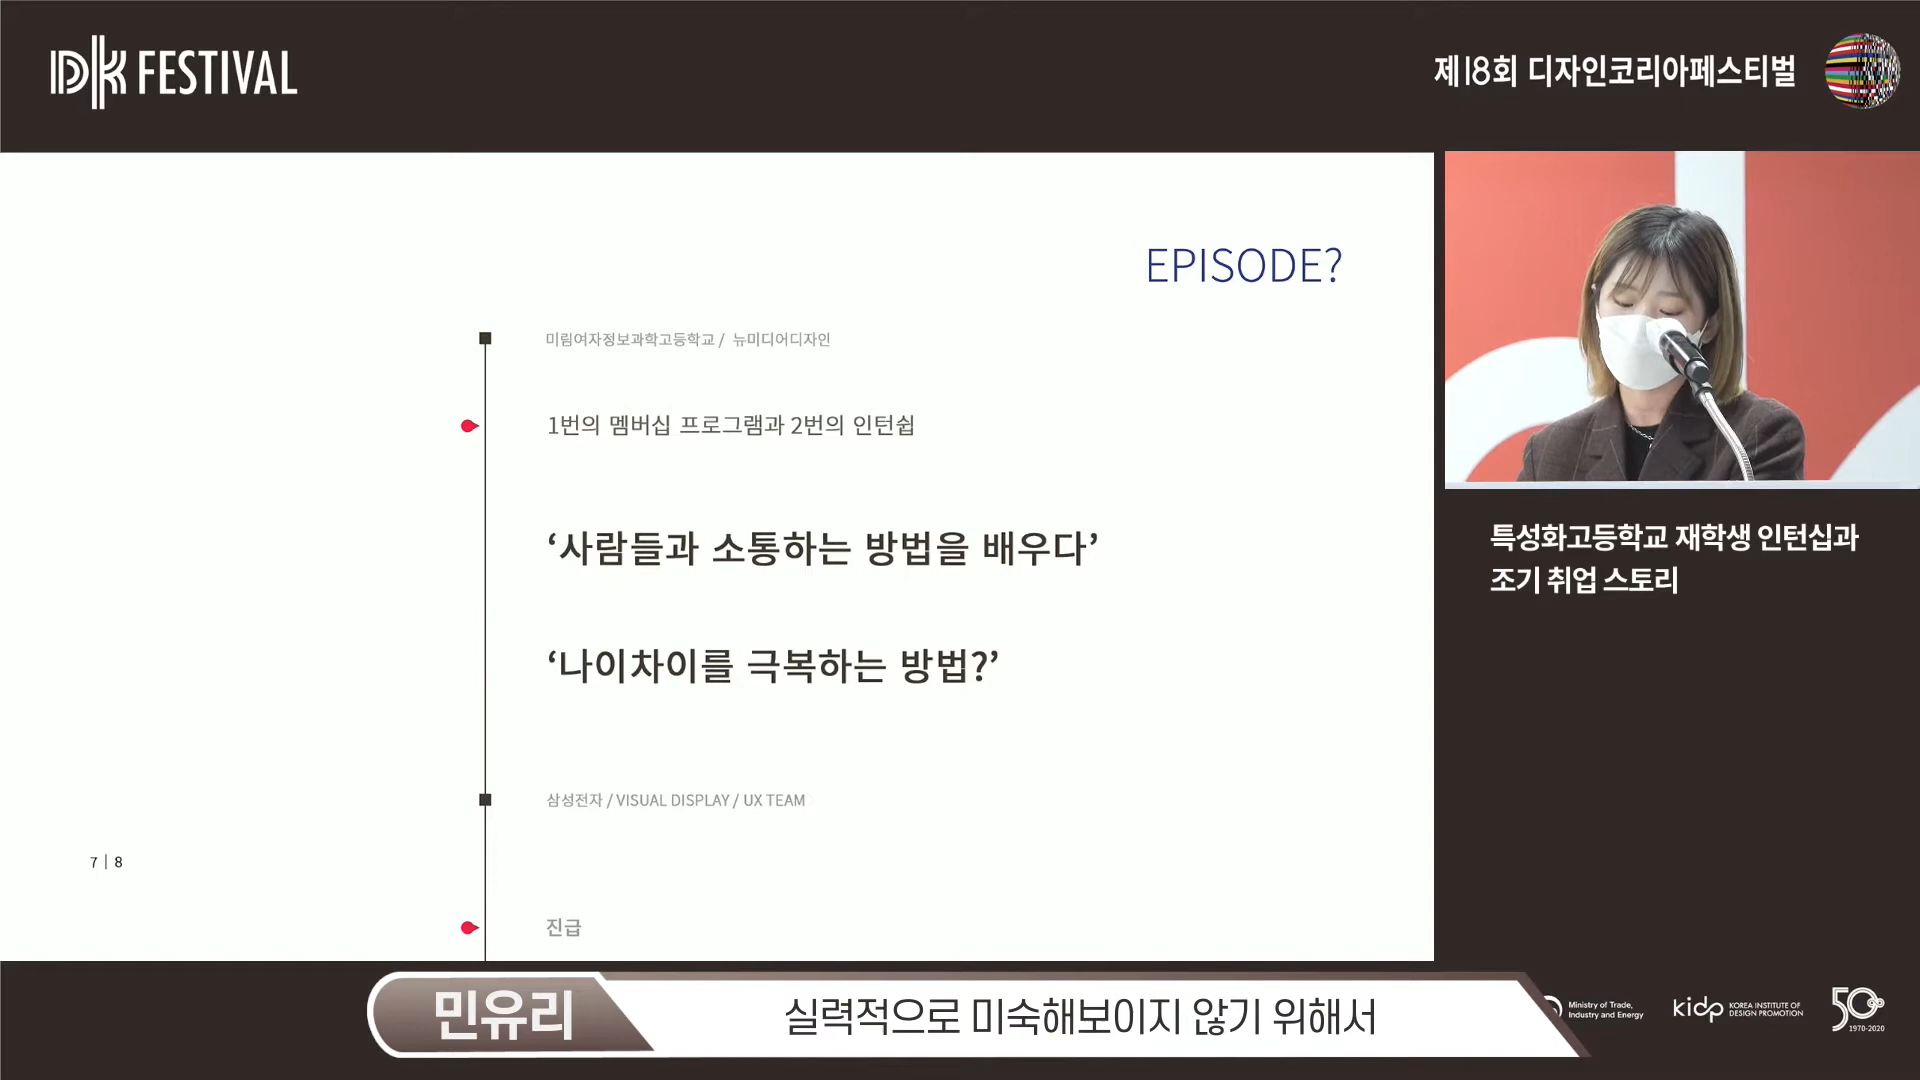 DK FESTIVAL
제18회 디자인코리아페스티벌
EPISODE?
미림여자정보과학고등학교 / 뉴미디어디자인
1번의 멤버십 프로그램과 2번의 인턴쉽
‘사람들과 소통하는 방법을 배우다’
‘나이차이를 극복하는 방법?’
삼성전자 / VISUAL DISPLAY / UX TEAM
7 | 8
진급
특성화고등학교 재학생 인턴십과
조기 취업 스토리
민유리
실력적으로 미숙해보이지 않기 위해서
Ministry of Trade,
Industry and Energy
kidp
KOREA INSTITUTE OF
DESIGN PROMOTION
50
1970-2020